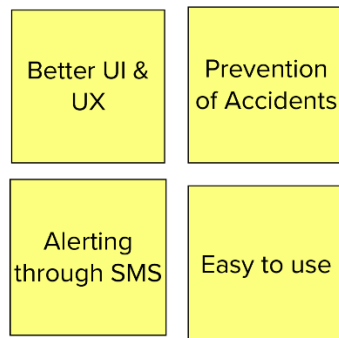 Better UI &
UX
Prevention
of Accidents
Alerting
through SMS
Easy to use